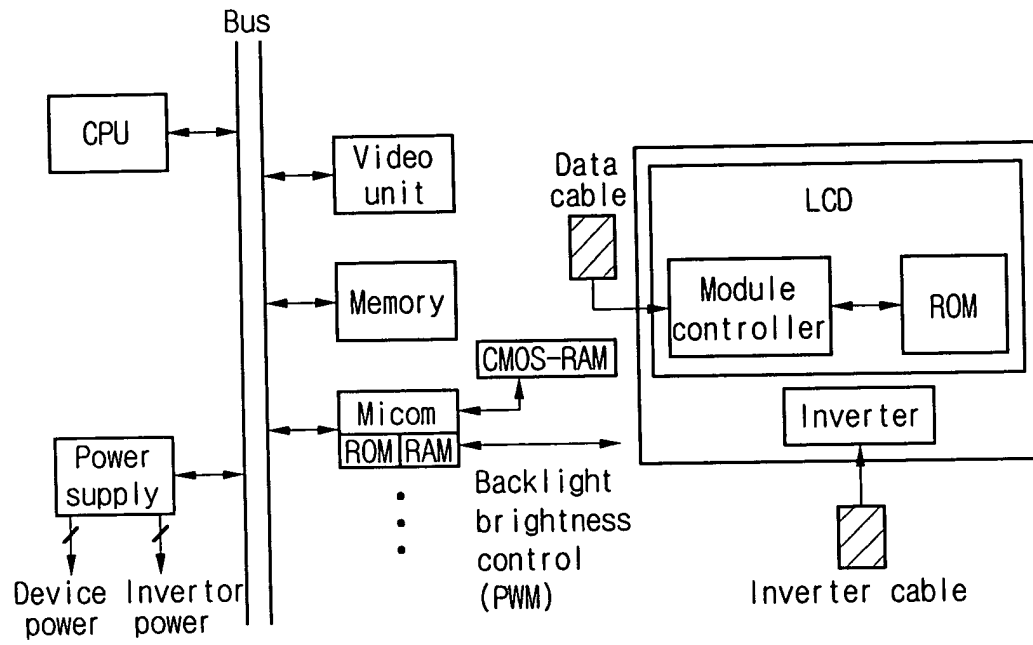 Bus
CPU
Video
unit
Data
cable
LCD
Memory
Module
controller
ROM
CMOS-RAM
Micom
ROM RAM
Inverter
Power
supply
Backlight
brightness
control
(PWM)
Device
power
Invertor
power
Inverter cable